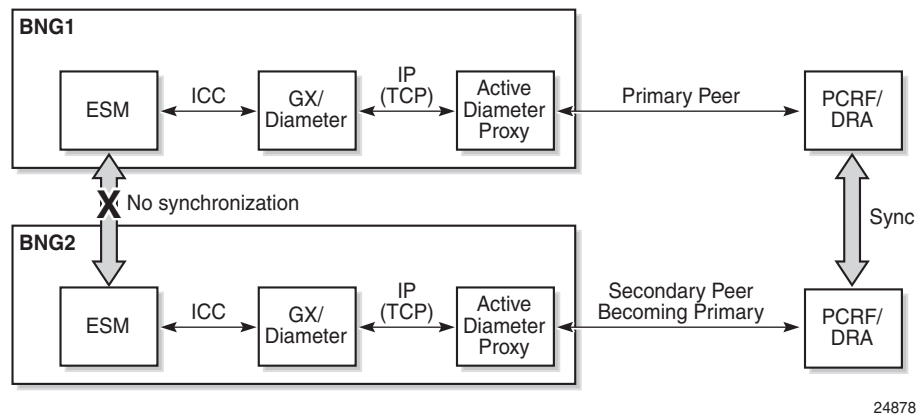 BNG1
ESM
ICC
GX/
Diameter
IP
(TCP)
Active
Diameter
Proxy
Primary Peer
PCRF/
DRA
X No synchronization
Sync
BNG2
ESM
ICC
GX/
Diameter
IP
(TCP)
Active
Diameter
Proxy
Secondary Peer
Becoming Primary
PCRF/
DRA
24878